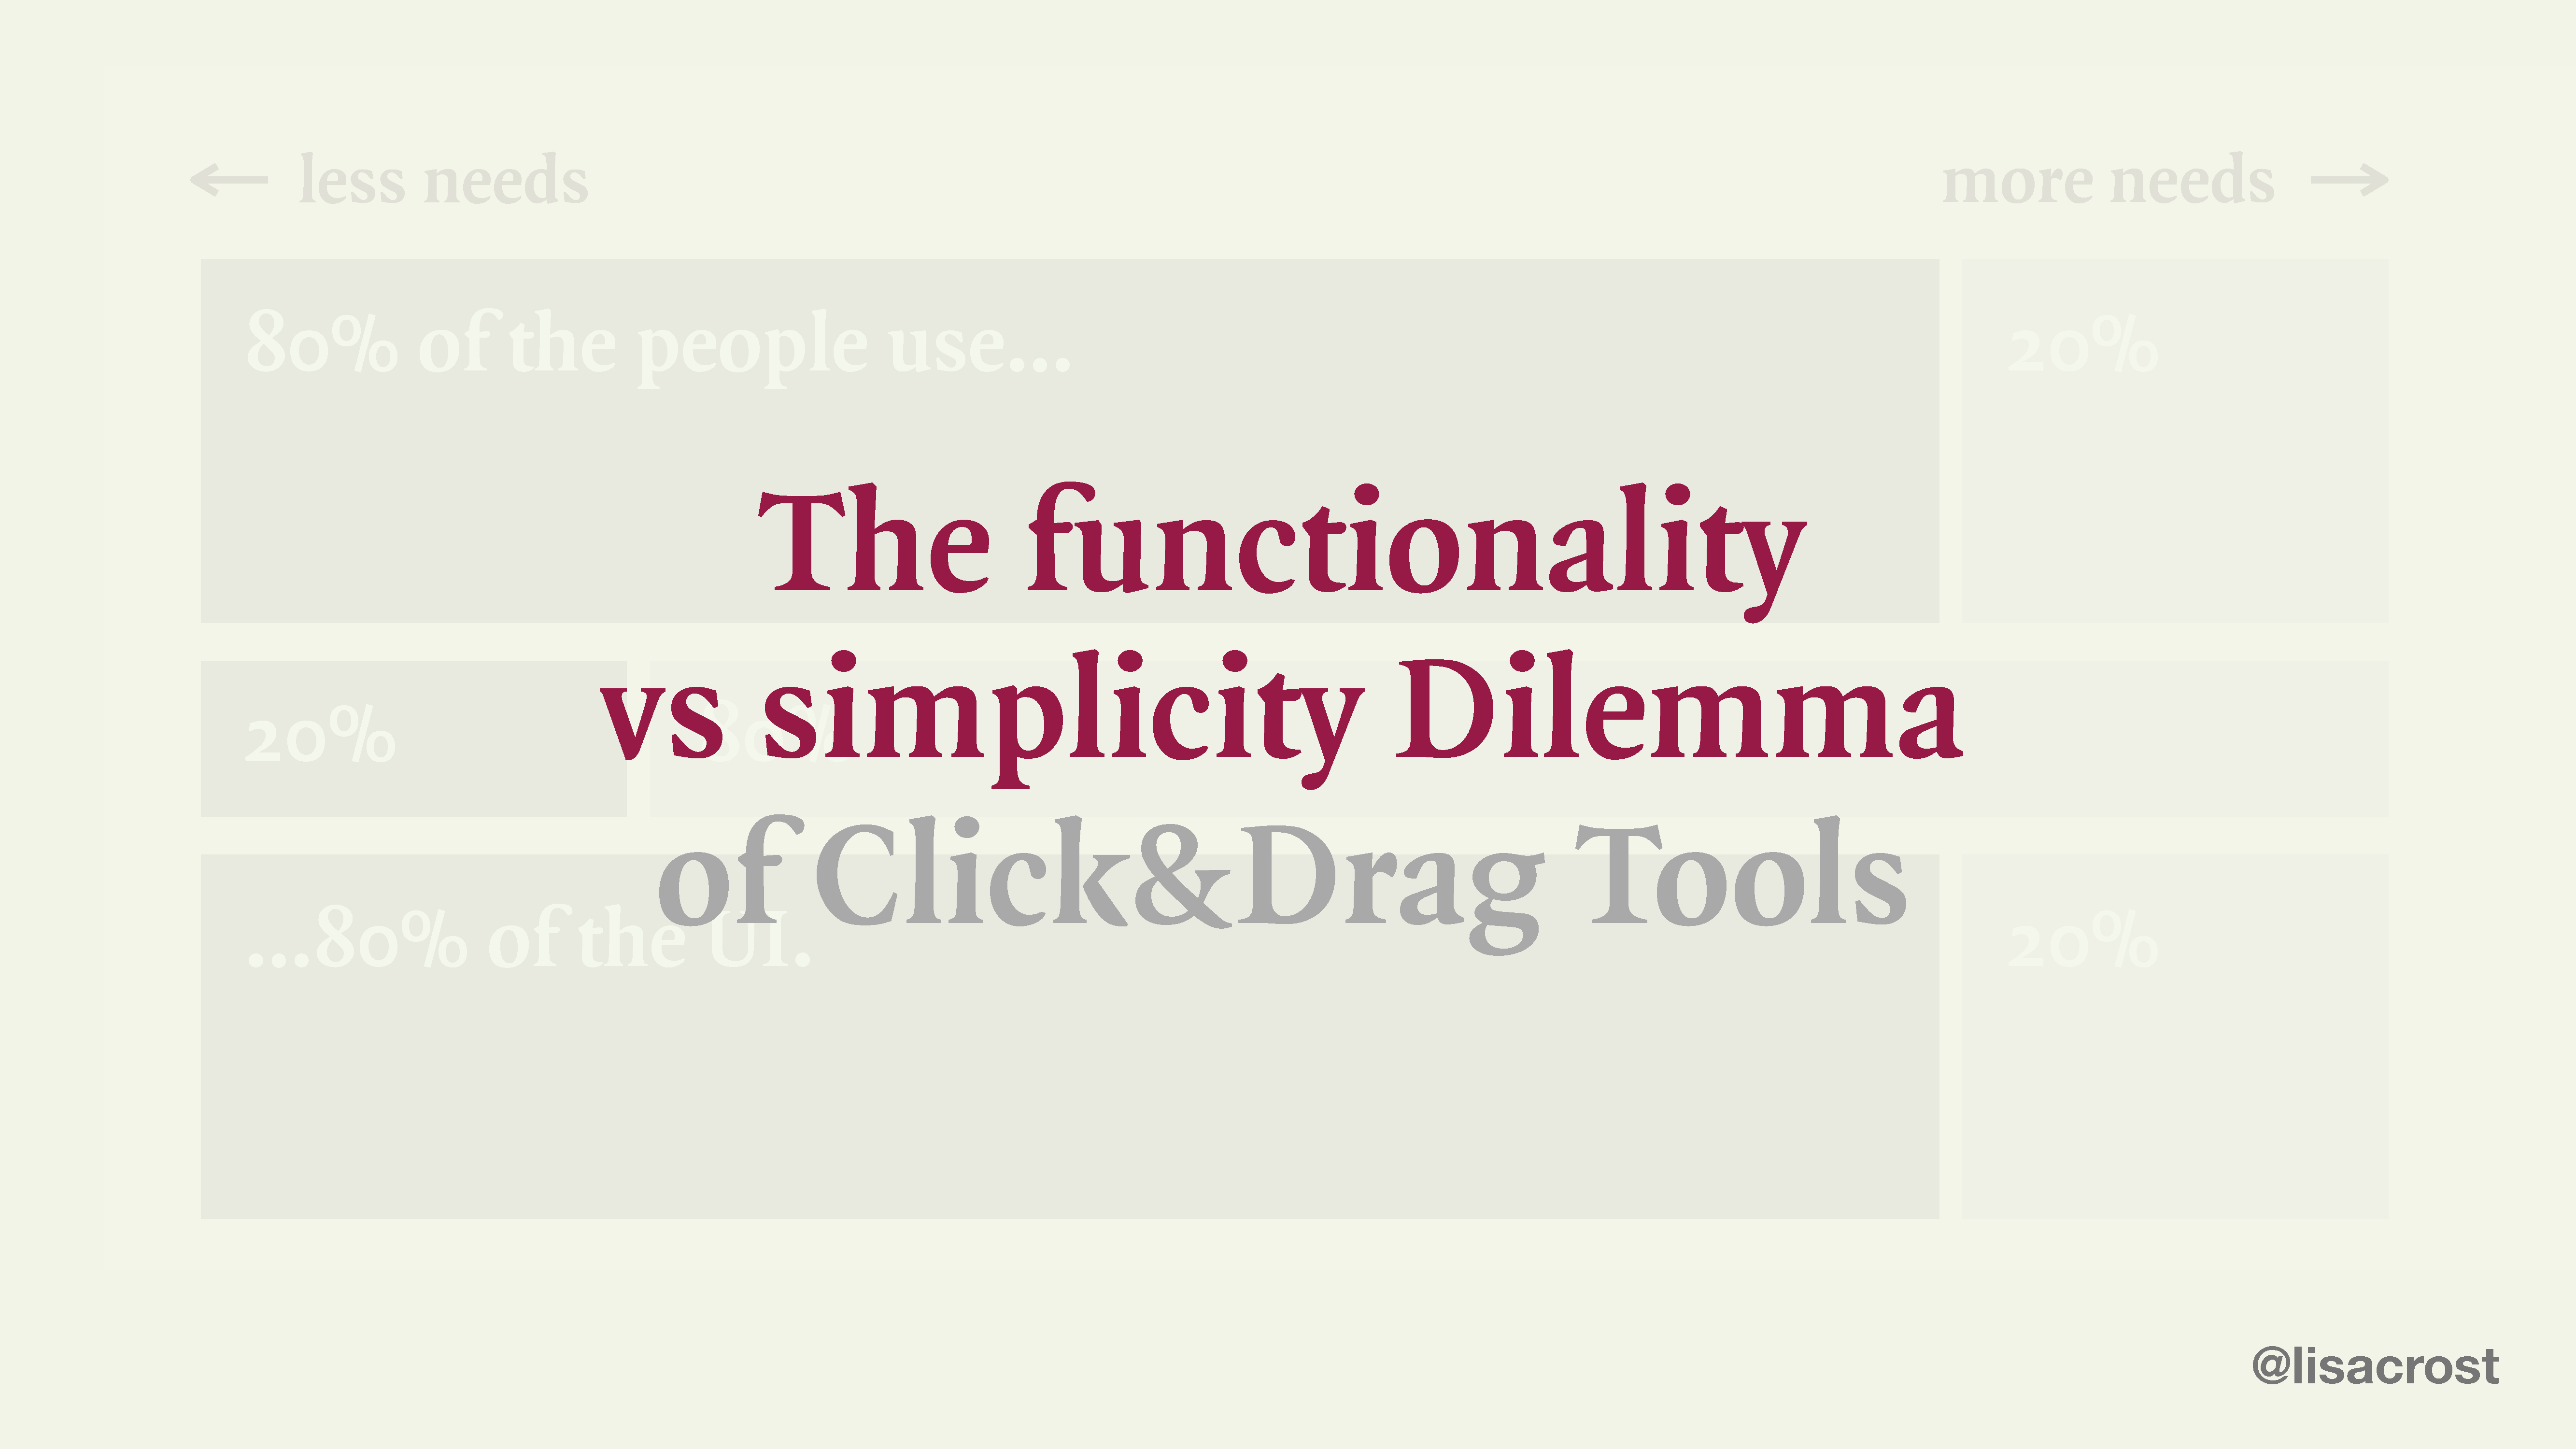 ← less needs
more needs →
80% of the people use...
20%
The functionality
vs simplicity Dilemma
of Click&Drag Tools
20%
80%
...80% of the UI.
20%
@lisacrost